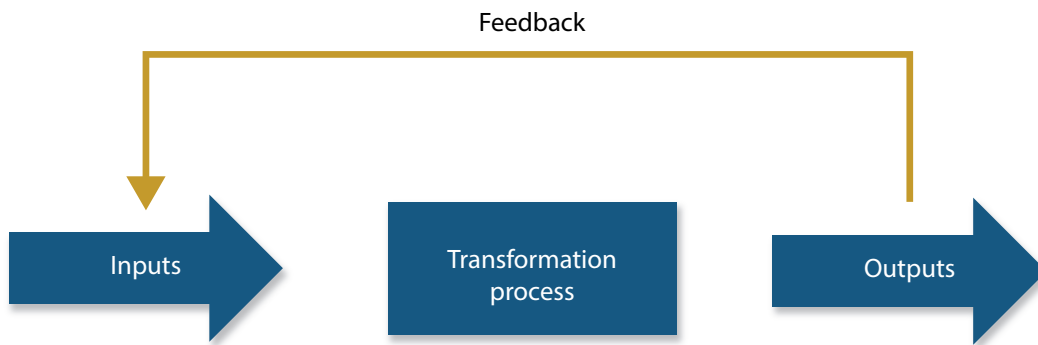 Feedback
Inputs
Transformation
process
Outputs